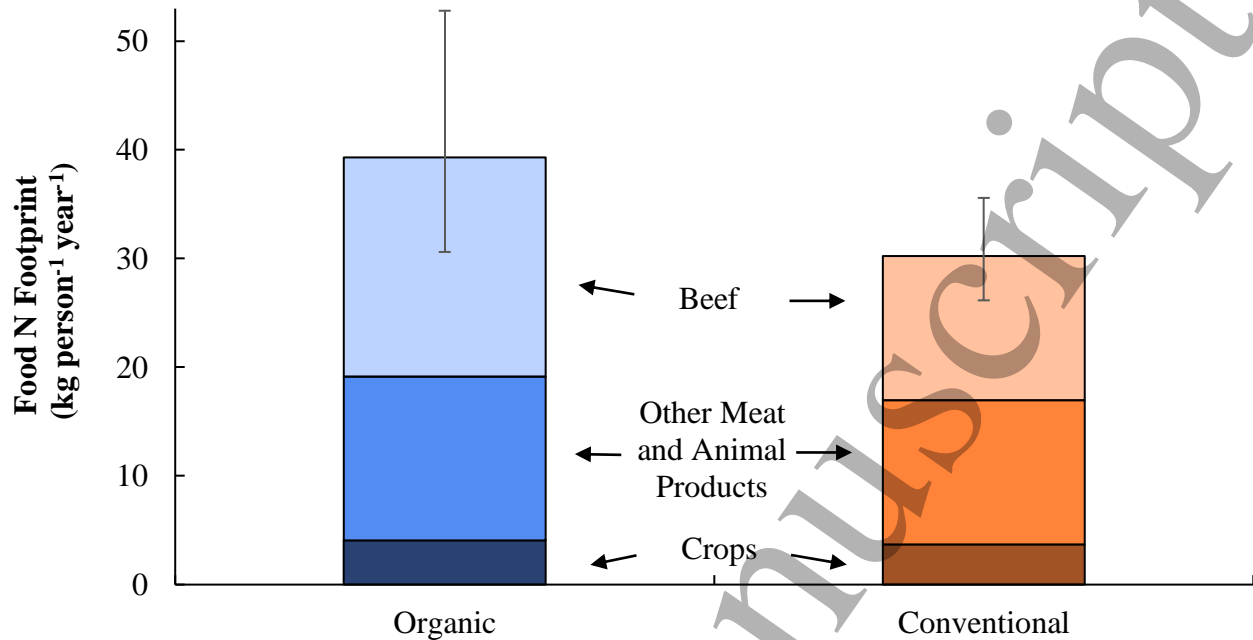 Food N Footprint
(kg person-1 year-1)
50
40
30
20
10
0
Beef
Other Meat
and Animal
Products
Crops
Organic
Conventional
nuscript